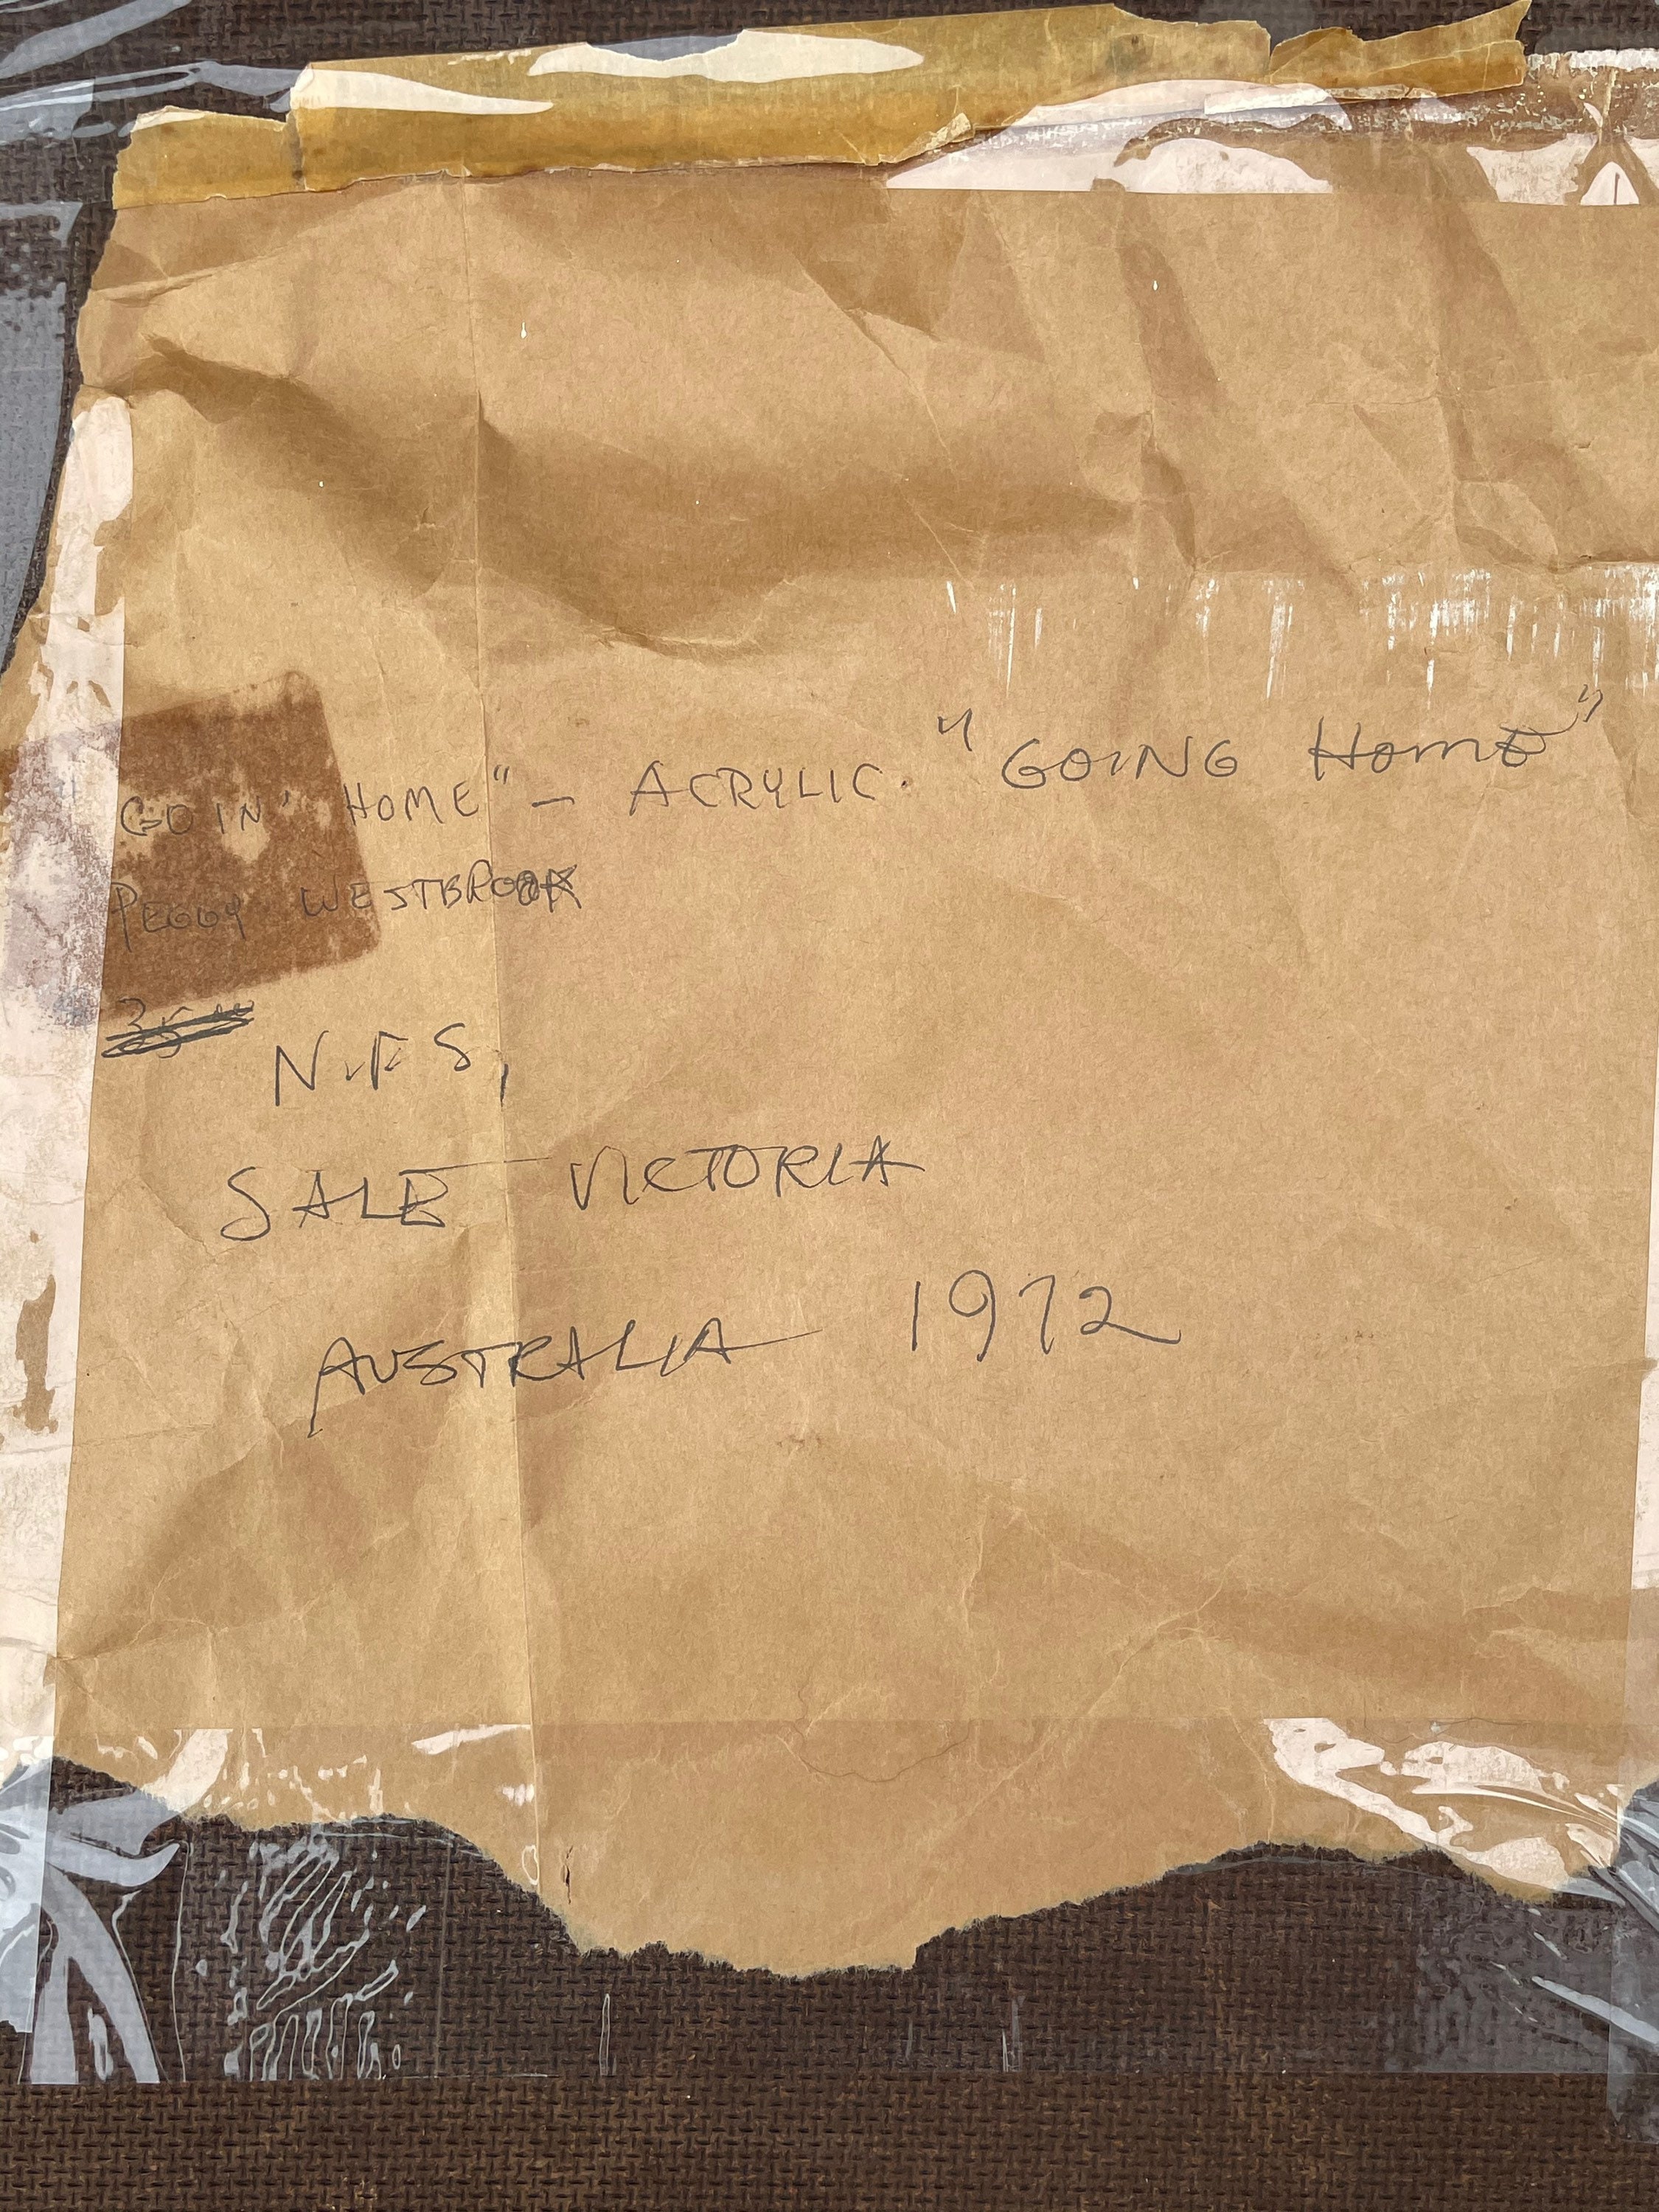 "GOIN' HOME" – ACRYLIC. "GOING HomE"
PEGGY WESTBROOK
N.F.S,
SALE VICTORIA
AUSTRALIA 1972